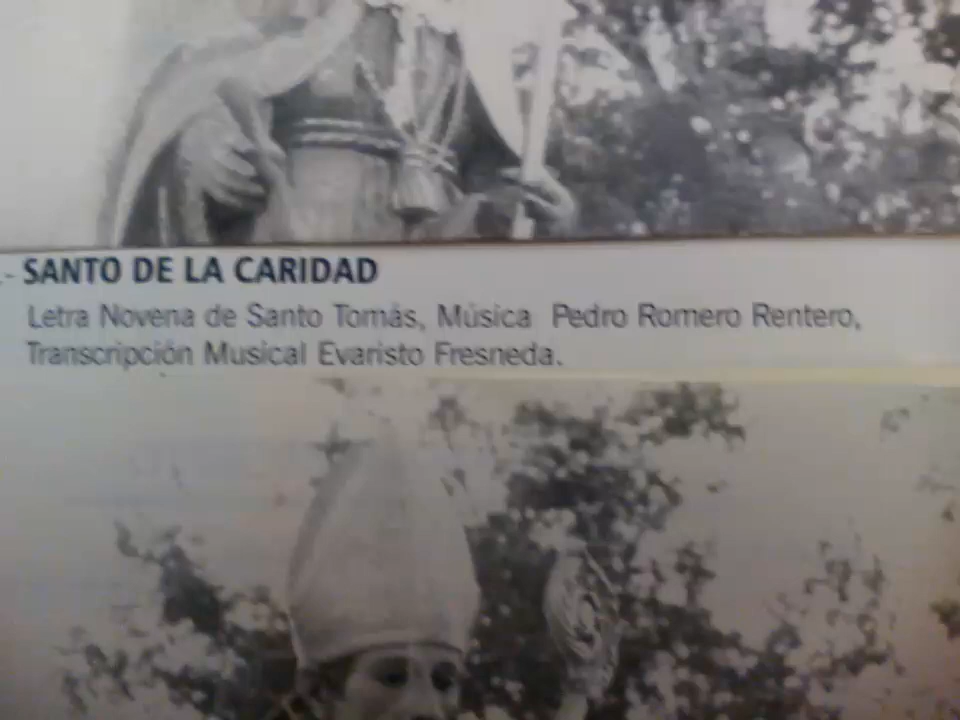 - SANTO DE LA CARIDAD
Letra Novena de Santo Tomás, Música Pedro Romero Rentero,
Transcripción Musical Evaristo Fresneda.